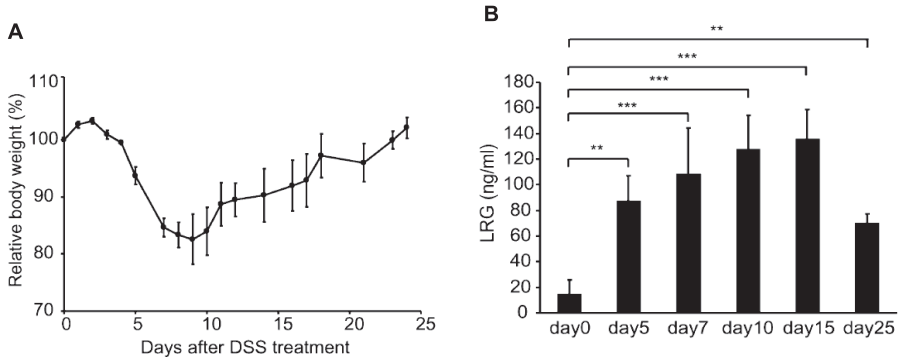 A
Relative body weight (%)
110
100
90
80
70
0 5 10 15 20 25
Days after DSS treatment
B
**
***
***
***
**
LRG (ng/ml)
180
160
140
120
100
80
60
40
20
0
day0 day5 day7 day10 day15 day25